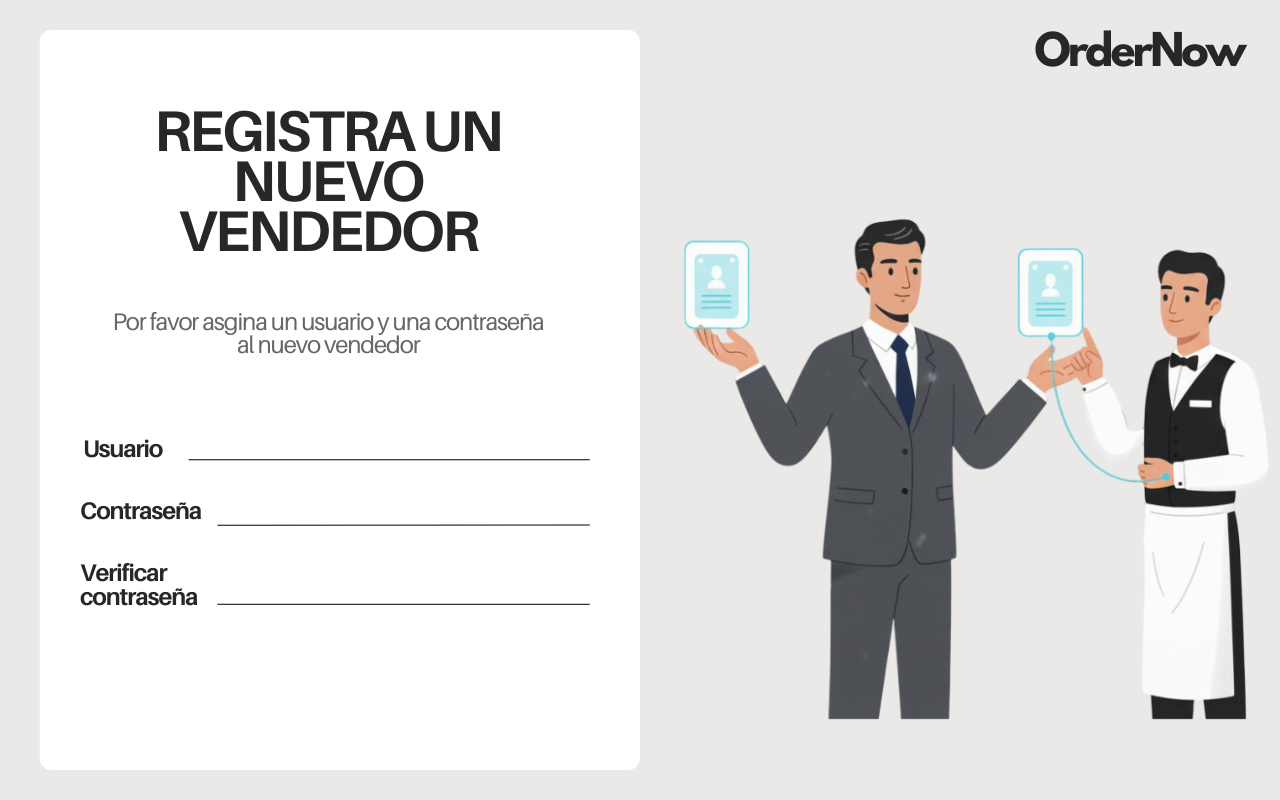 OrderNow
REGISTRA UN
NUEVO
VENDEDOR
Por favor asgina un usuario y una contraseña
al nuevo vendedor
Usuario
Contraseña
Verificar
contraseña